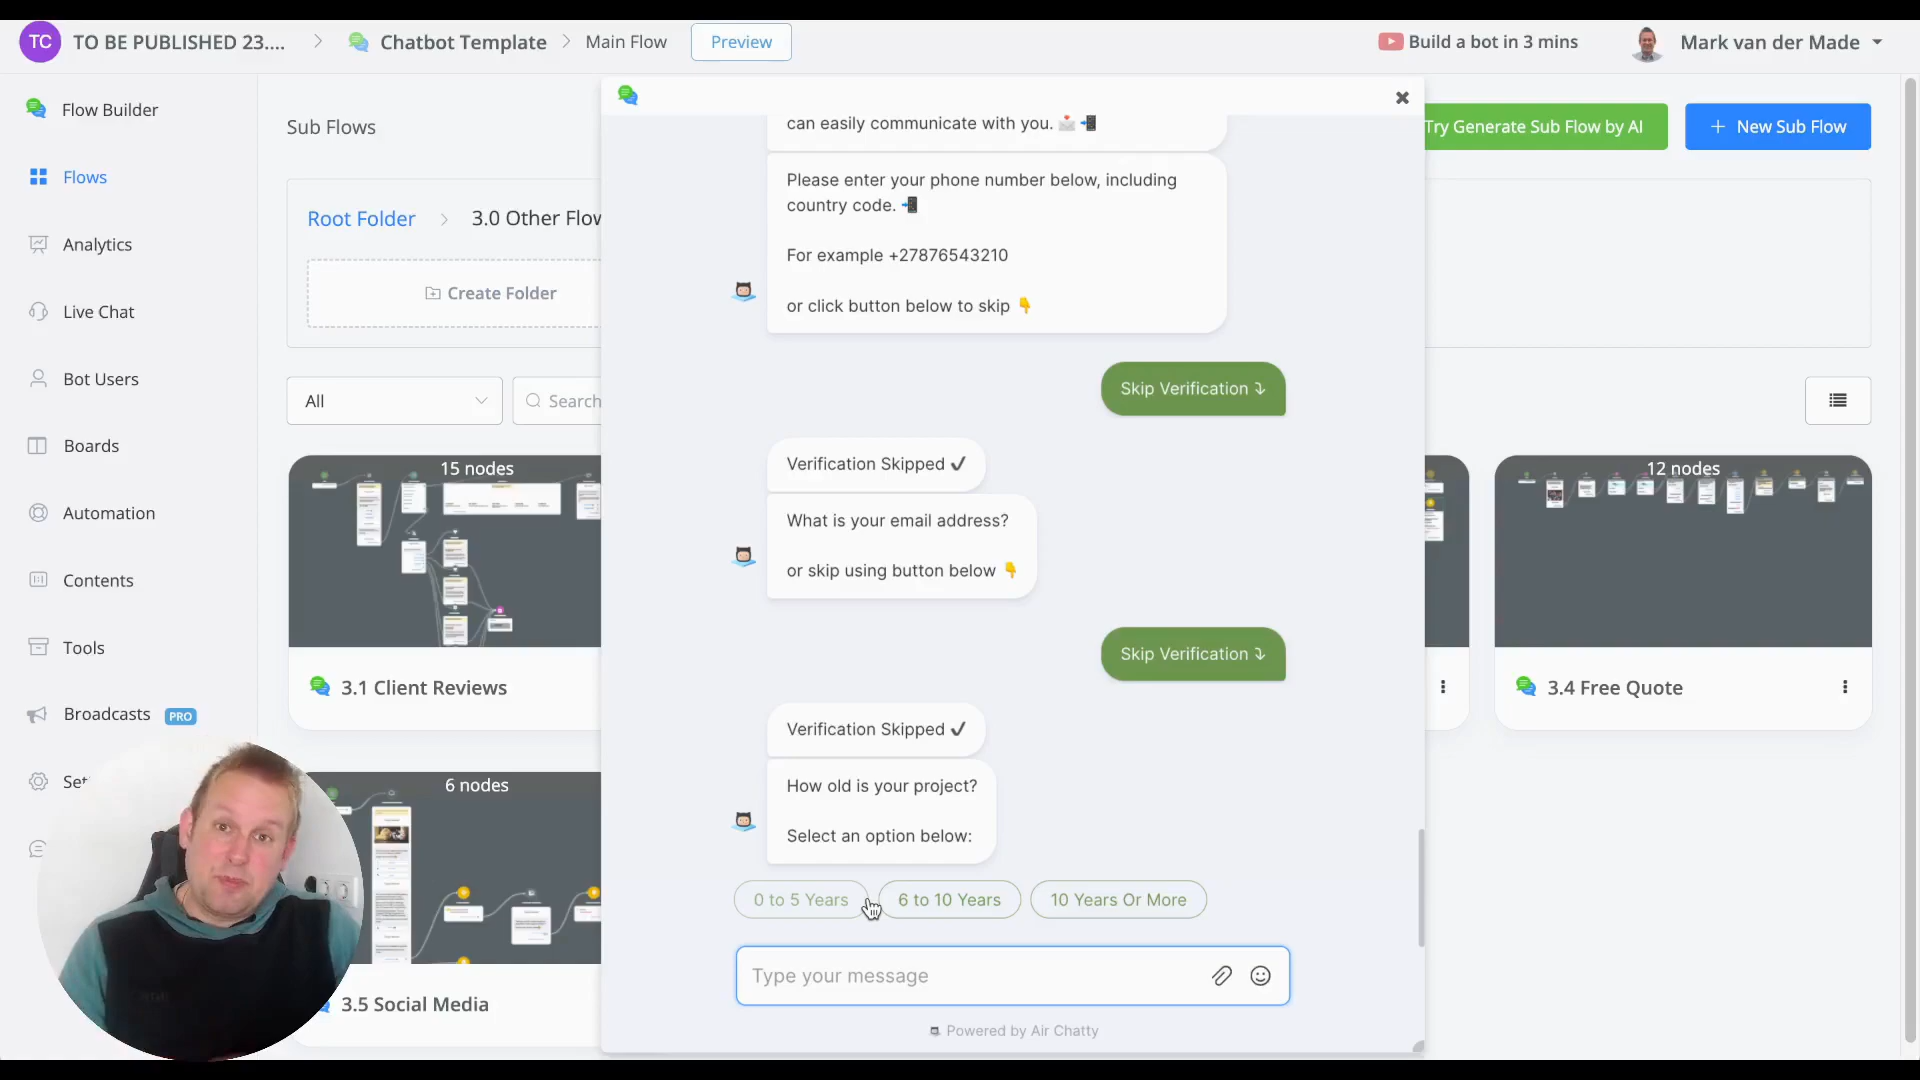 TC TO BE PUBLISHED 23.... Chatbot Template Main Flow Preview Build a bot in 3 mins Mark van der Made
Flow Builder
Flows
Analytics
Live Chat
Bot Users
Boards
Automation
Contents
Tools
Broadcasts PRO
Sub Flows
Try Generate Sub Flow by AI
+ New Sub Flow
Root Folder 3.0 Other Flow
Create Folder
All
Search
15 nodes
3.1 Client Reviews
12 nodes
3.4 Free Quote
6 nodes
3.5 Social Media
can easily communicate with you.
Please enter your phone number below, including
country code.
For example +27876543210
or click button below to skip
Skip Verification
Verification Skipped
What is your email address?
or skip using button below
Skip Verification
Verification Skipped
How old is your project?
Select an option below:
0 to 5 Years 6 to 10 Years 10 Years Or More
Type your message
Powered by Air Chatty